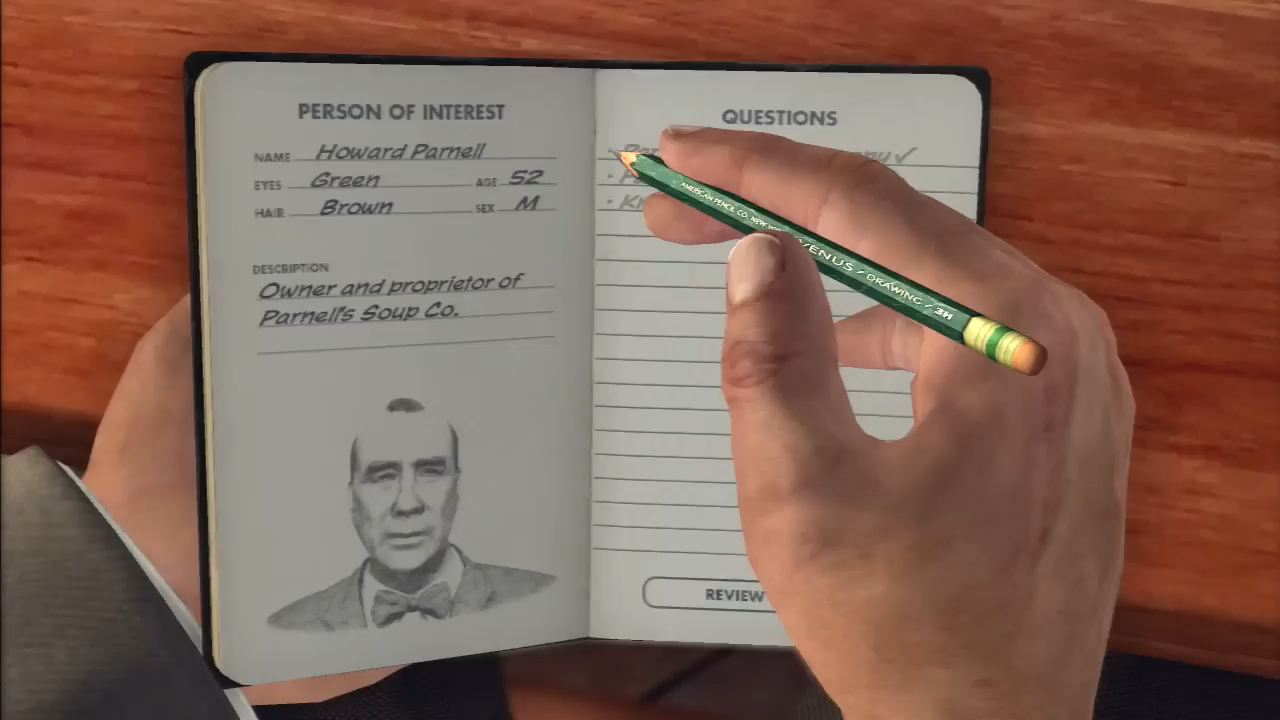 PERSON OF INTEREST
NAME Howard Parnell
EYES Green AGE 52
HAIR Brown SEX M
DESCRIPTION
Owner and proprietor of
Parnell's Soup Co.
QUESTIONS
AMERICAN PENCIL CO. NEW YORK VENUS / DRAWING / 3H
REVIEW